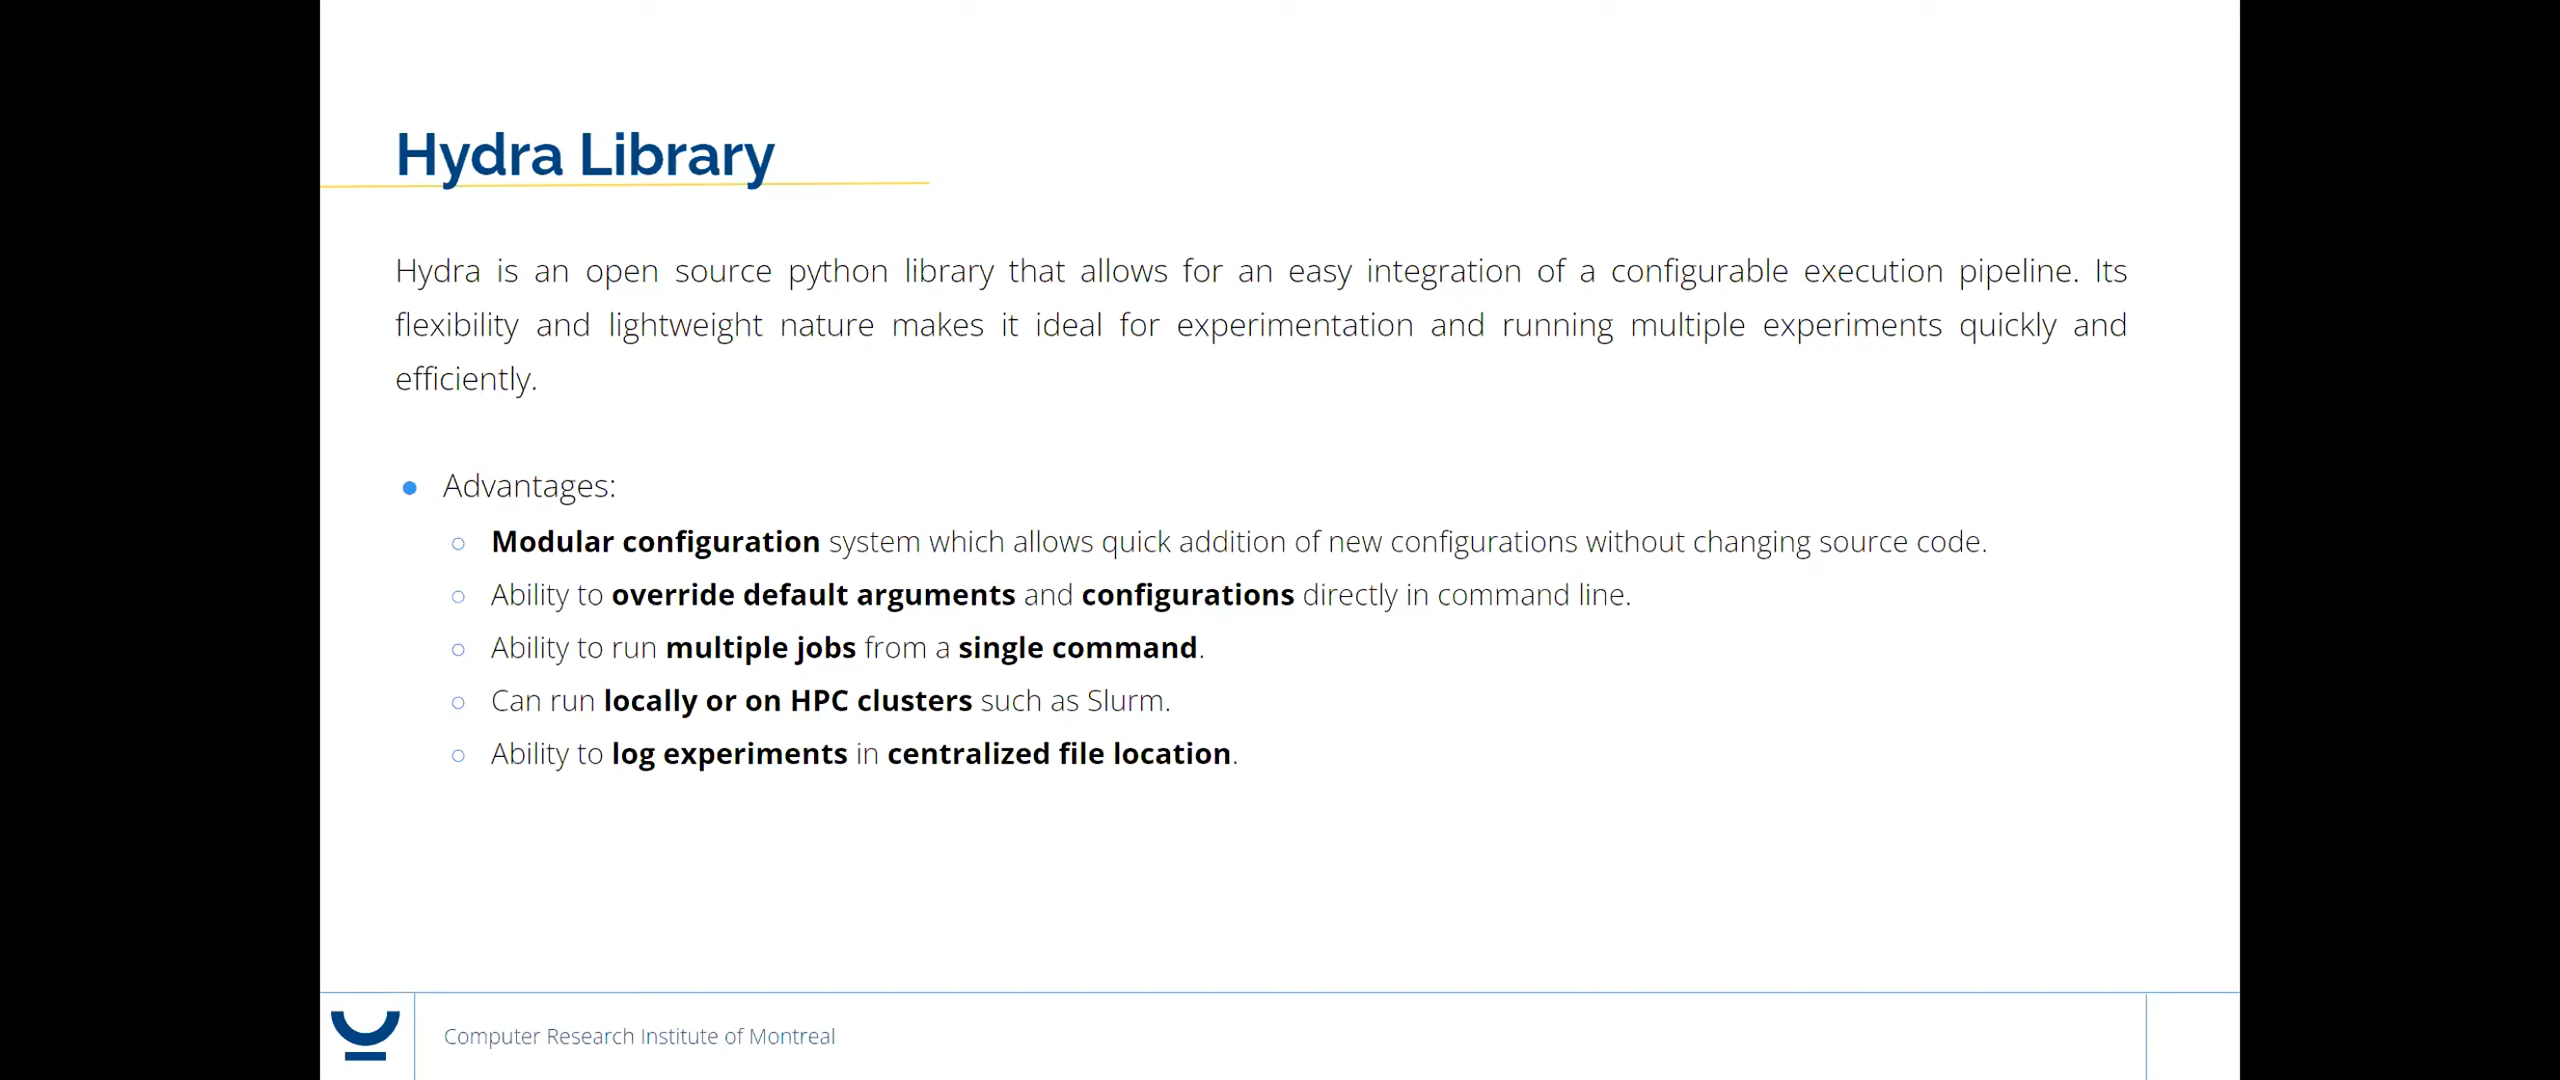 Hydra Library
Hydra is an open source python library that allows for an easy integration of a configurable execution pipeline. Its
flexibility and lightweight nature makes it ideal for experimentation and running multiple experiments quickly and
efficiently.
● Advantages:
○ Modular configuration system which allows quick addition of new configurations without changing source code.
○ Ability to override default arguments and configurations directly in command line.
○ Ability to run multiple jobs from a single command.
○ Can run locally or on HPC clusters such as Slurm.
○ Ability to log experiments in centralized file location.
Computer Research Institute of Montreal